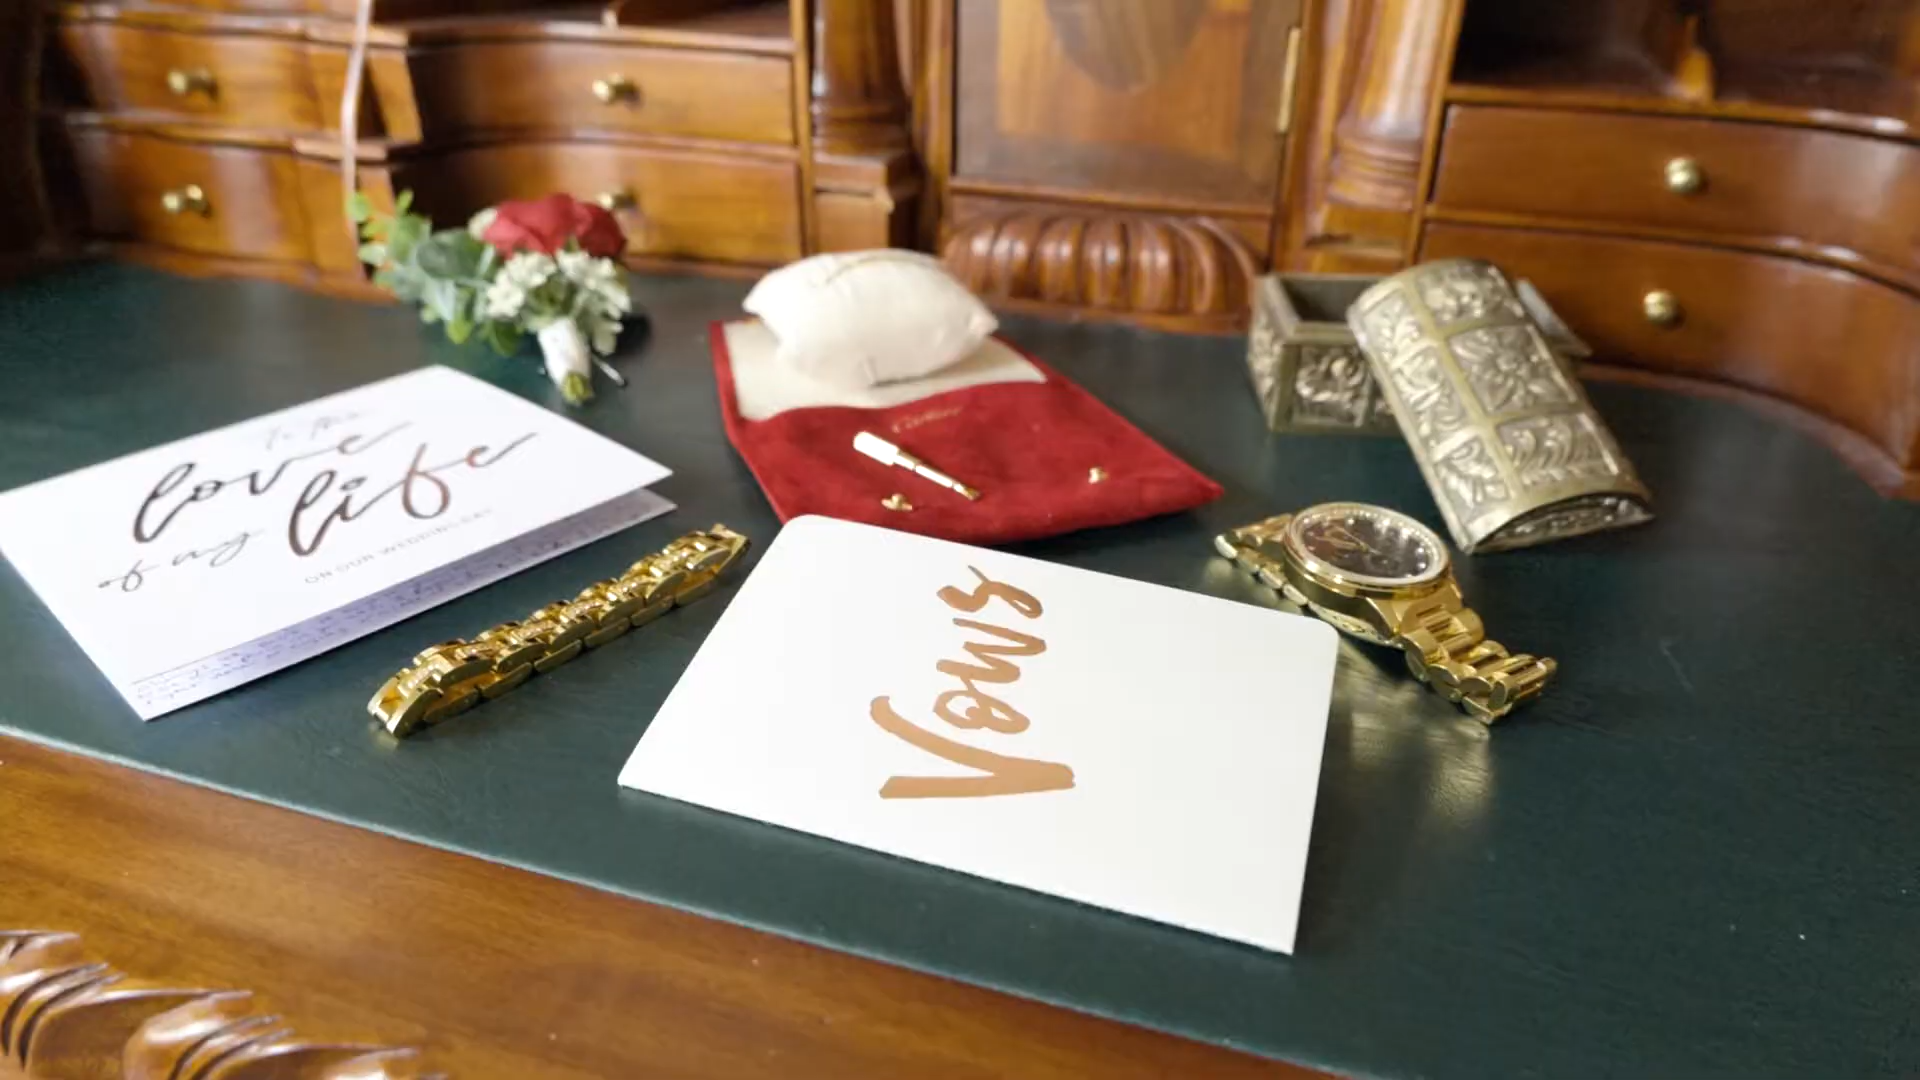 To the
love
of my life
ON OUR WEDDING DAY
Cartier
Vows